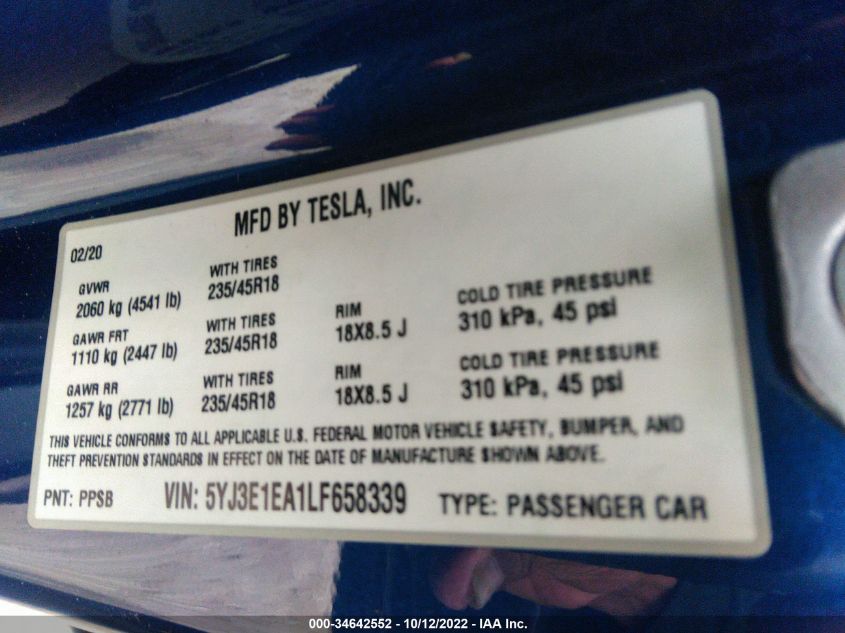 MFD BY TESLA, INC.
02/20
GVWR
2060 kg (4541 lb)
WITH TIRES
235/45R18
GAWR FRT
1110 kg (2447 lb)
WITH TIRES
235/45R18
RIM
18X8.5 J
COLD TIRE PRESSURE
310 kPa, 45 psi
GAWR RR
1257 kg (2771 lb)
WITH TIRES
235/45R18
RIM
18X8.5 J
COLD TIRE PRESSURE
310 kPa, 45 psi
THIS VEHICLE CONFORMS TO ALL APPLICABLE U.S. FEDERAL MOTOR VEHICLE SAFETY, BUMPER, AND
THEFT PREVENTION STANDARDS IN EFFECT ON THE DATE OF MANUFACTURE SHOWN ABOVE.
PNT: PPSB VIN: 5YJ3E1EA1LF658339 TYPE: PASSENGER CAR
000-34642552 - 10/12/2022 - IAA Inc.